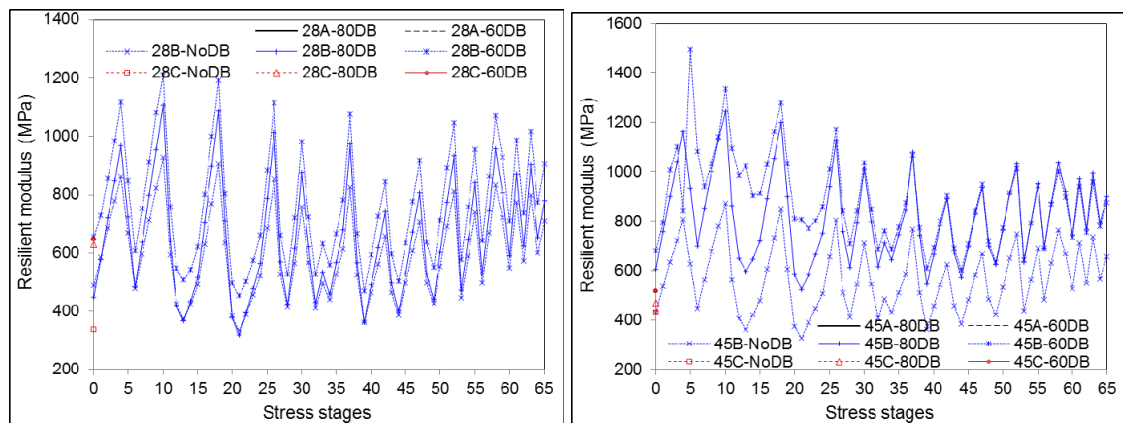 1400
1200
1000
800
600
400
200
Resilient modulus (MPa)
28A-80DB 28A-60DB
28B-NoDB 28B-80DB 28B-60DB
28C-NoDB 28C-80DB 28C-60DB
0 5 10 15 20 25 30 35 40 45 50 55 60 65
Stress stages
1600
1400
1200
1000
800
600
400
200
Resilient modulus (MPa)
45A-80DB 45A-60DB
45B-NoDB 45B-80DB 45B-60DB
45C-NoDB 45C-80DB 45C-60DB
0 5 10 15 20 25 30 35 40 45 50 55 60 65
Stress stages